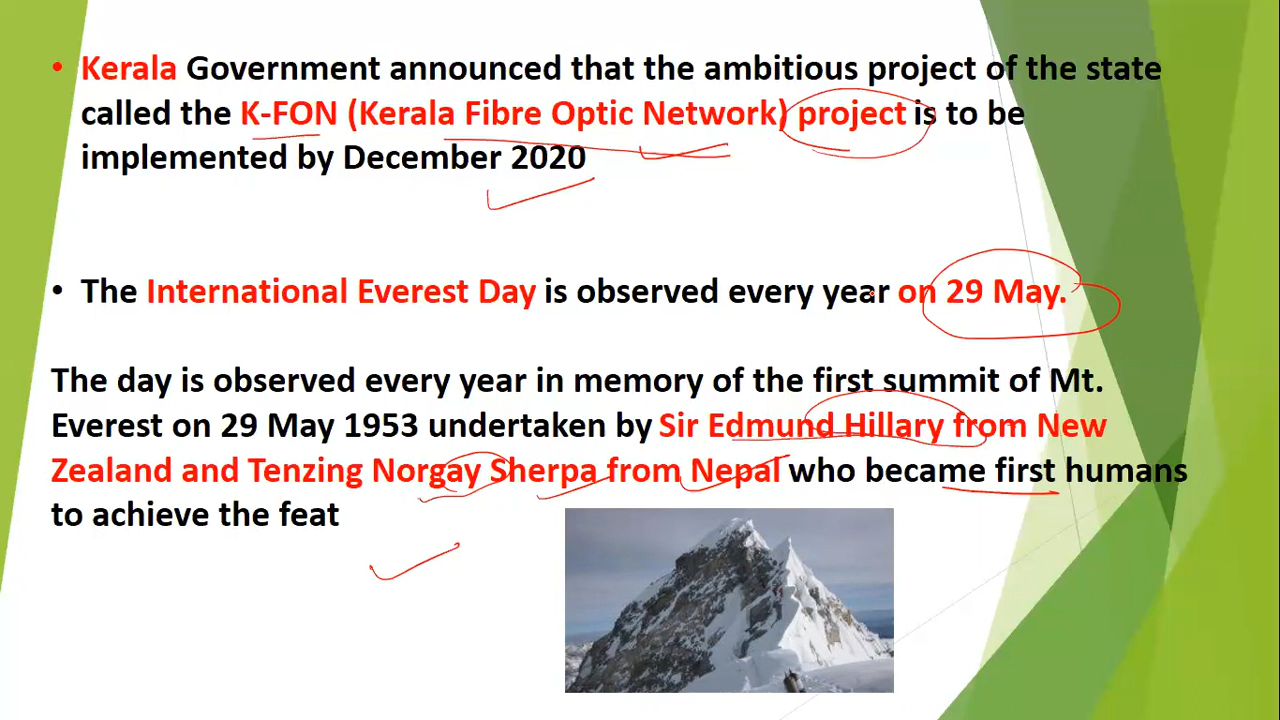 • Kerala Government announced that the ambitious project of the state
called the K-FON (Kerala Fibre Optic Network) project is to be
implemented by December 2020
• The International Everest Day is observed every year on 29 May.
The day is observed every year in memory of the first summit of Mt.
Everest on 29 May 1953 undertaken by Sir Edmund Hillary from New
Zealand and Tenzing Norgay Sherpa from Nepal who became first humans
to achieve the feat